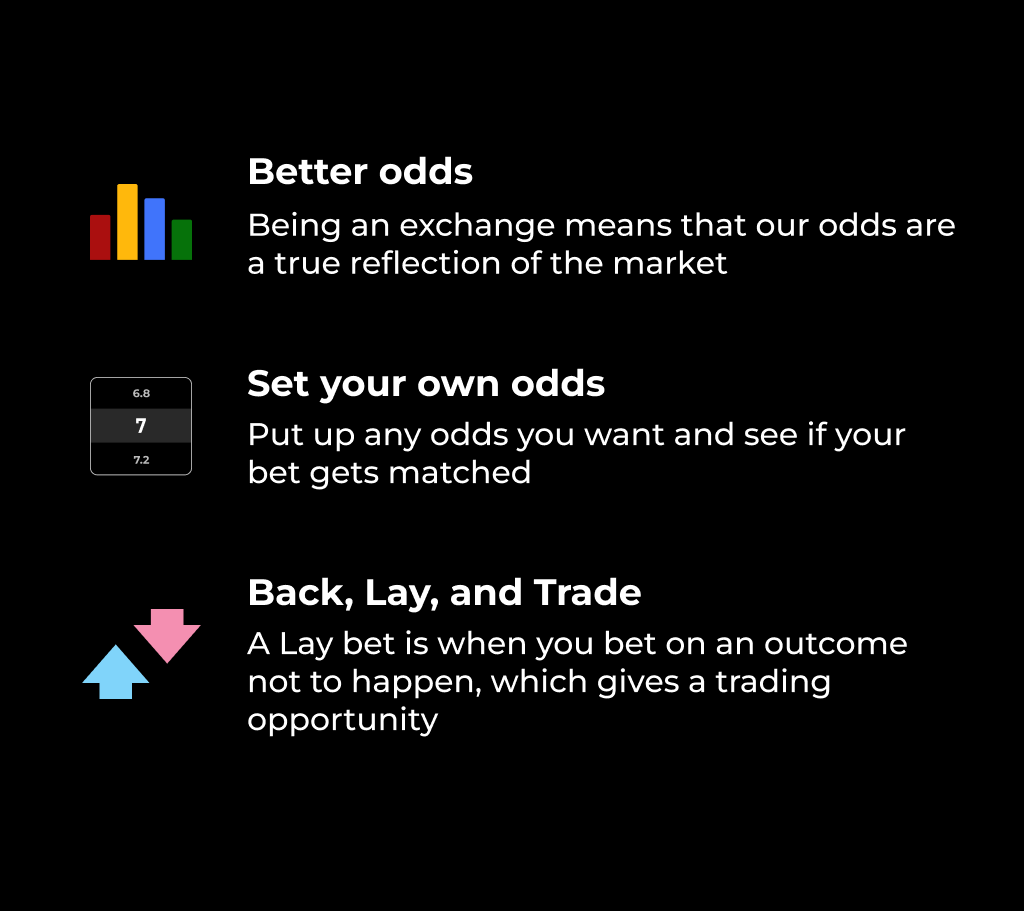 Better odds
Being an exchange means that our odds are
a true reflection of the market
6.8
7
7.2
Set your own odds
Put up any odds you want and see if your
bet gets matched
Back, Lay, and Trade
A Lay bet is when you bet on an outcome
not to happen, which gives a trading
opportunity